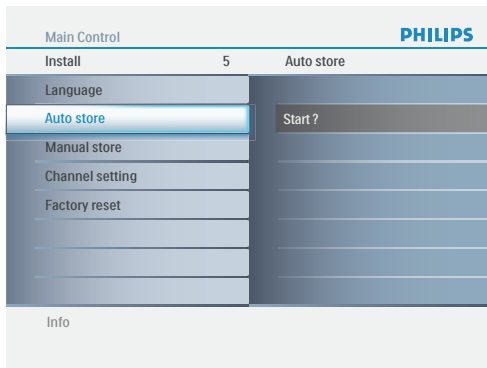 Main Control
PHILIPS
Install 5 Auto store
Language
Auto store
Start ?
Manual store
Channel setting
Factory reset
Info